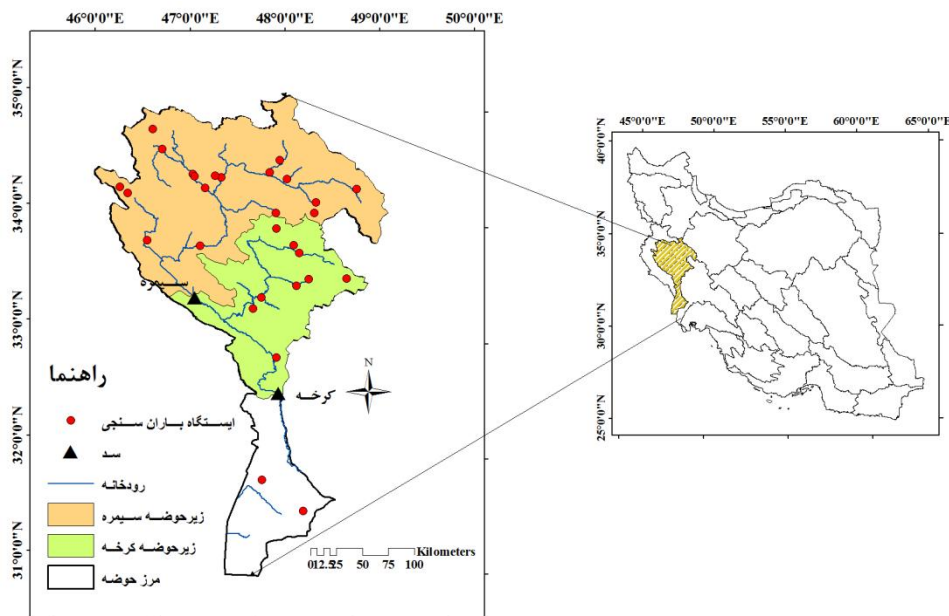 46°0'0"E 47°0'0"E 48°0'0"E 49°0'0"E 50°0'0"E
35°0'0"N
34°0'0"N
33°0'0"N
32°0'0"N
31°0'0"N
سیمره
کرخه
N
راهنما
ایستگاه باران سنجی
سد
رودخانه
زیرحوضه سیمره
زیرحوضه کرخه
مرز حوضه
Kilometers
0 12.5 25 50 75 100
45°0'0"E 50°0'0"E 55°0'0"E 60°0'0"E 65°0'0"E
40°0'0"N
35°0'0"N
30°0'0"N
25°0'0"N